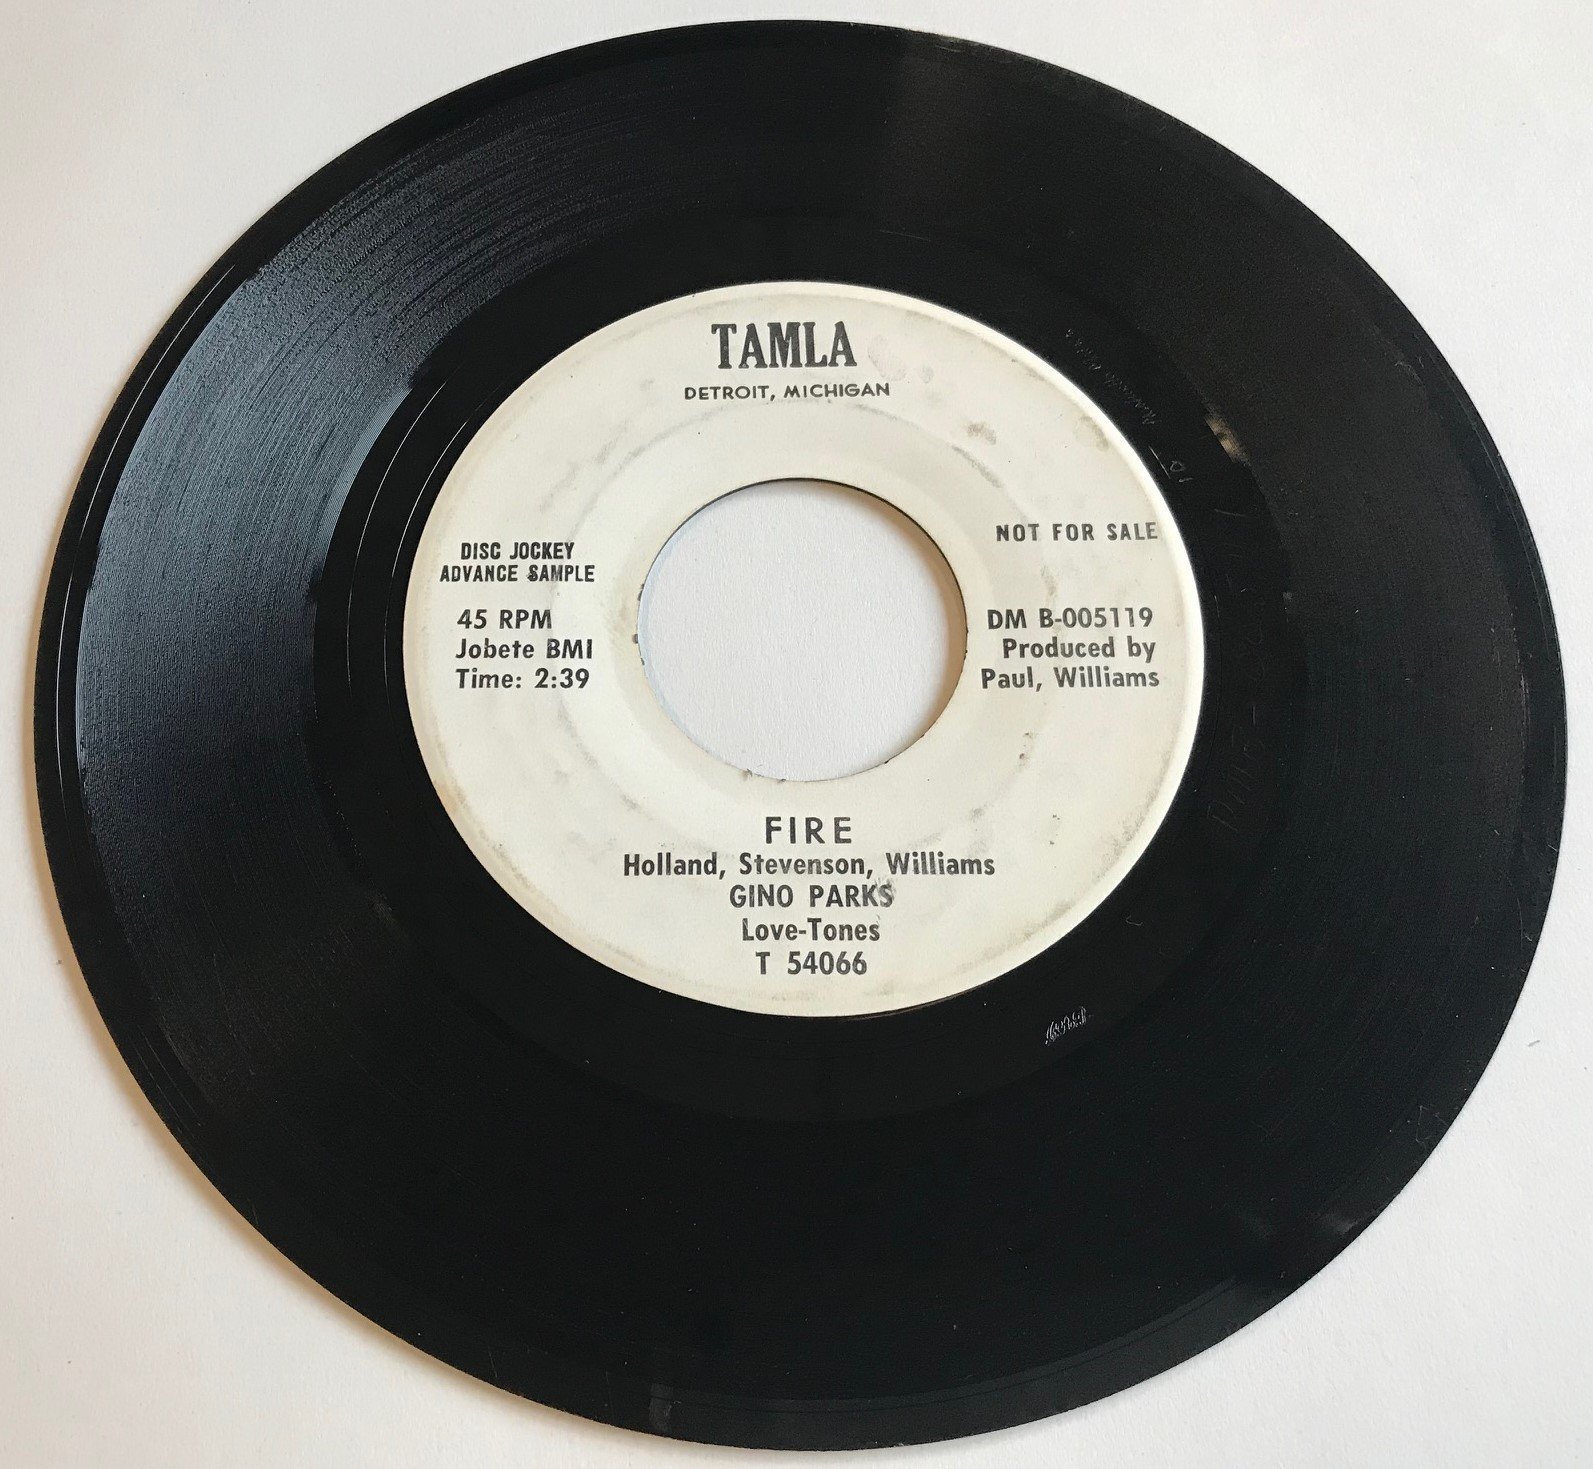 TAMLA
DETROIT, MICHIGAN
NOT FOR SALE
DISC JOCKEY
ADVANCE SAMPLE
45 RPM
Jobete BMI
Time: 2:39
DM B-005119
Produced by
Paul, Williams
FIRE
Holland, Stevenson, Williams
GINO PARKS
Love-Tones
T 54066